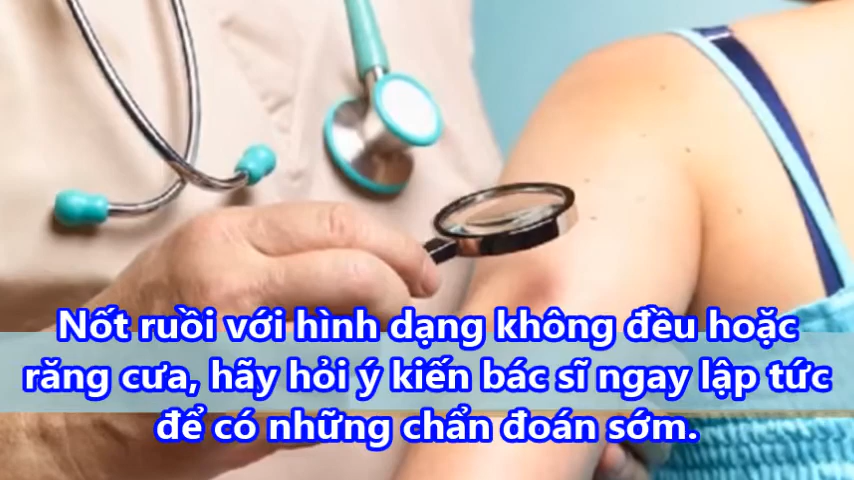 Nốt ruồi với hình dạng không đều hoặc
răng cưa, hãy hỏi ý kiến bác sĩ ngay lập tức
để có những chẩn đoán sớm.